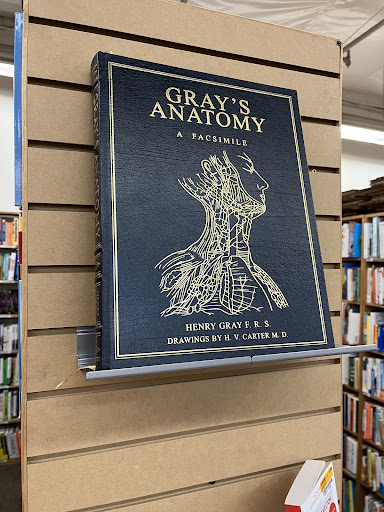 GRAY'S
ANATOMY
A FACSIMILE
HENRY GRAY F. R. S.
DRAWINGS BY H. V. CARTER M. D.